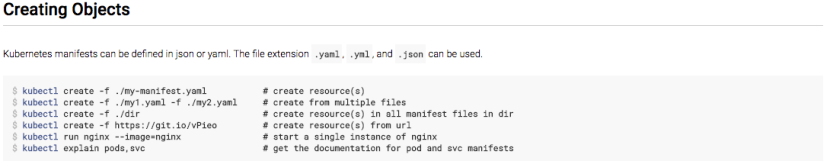 Creating Objects
Kubernetes manifests can be defined in json or yaml. The file extension .yaml, .yml, and .json can be used.
$ kubectl create -f ./my-manifest.yaml # create resource(s)
$ kubectl create -f ./my1.yaml -f ./my2.yaml # create from multiple files
$ kubectl create -f ./dir # create resource(s) in all manifest files in dir
$ kubectl create -f https://git.io/vPieo # create resource(s) from url
$ kubectl run nginx --image=nginx # start a single instance of nginx
$ kubectl explain pods,svc # get the documentation for pod and svc manifests